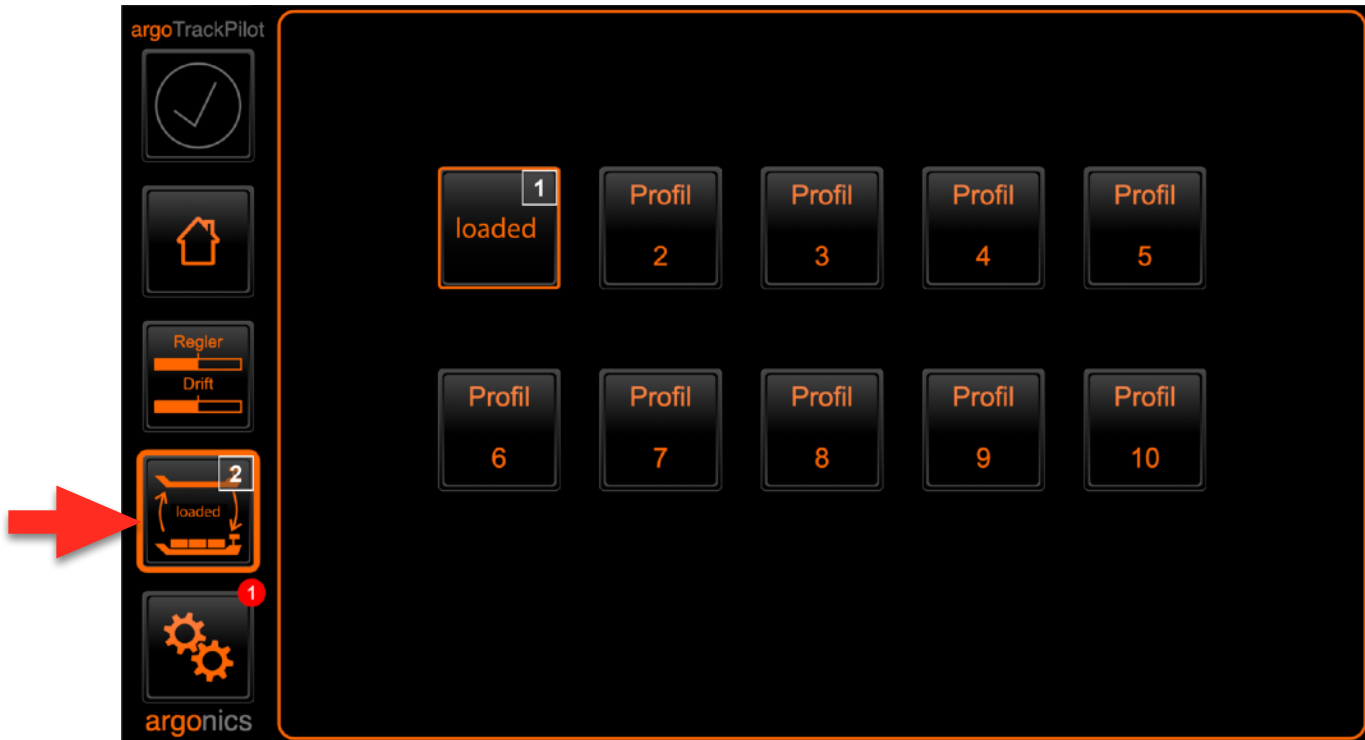 argoTrackPilot
Regler
Drift
2
loaded
1
argonics
1
loaded
Profil
2
Profil
3
Profil
4
Profil
5
Profil
6
Profil
7
Profil
8
Profil
9
Profil
10